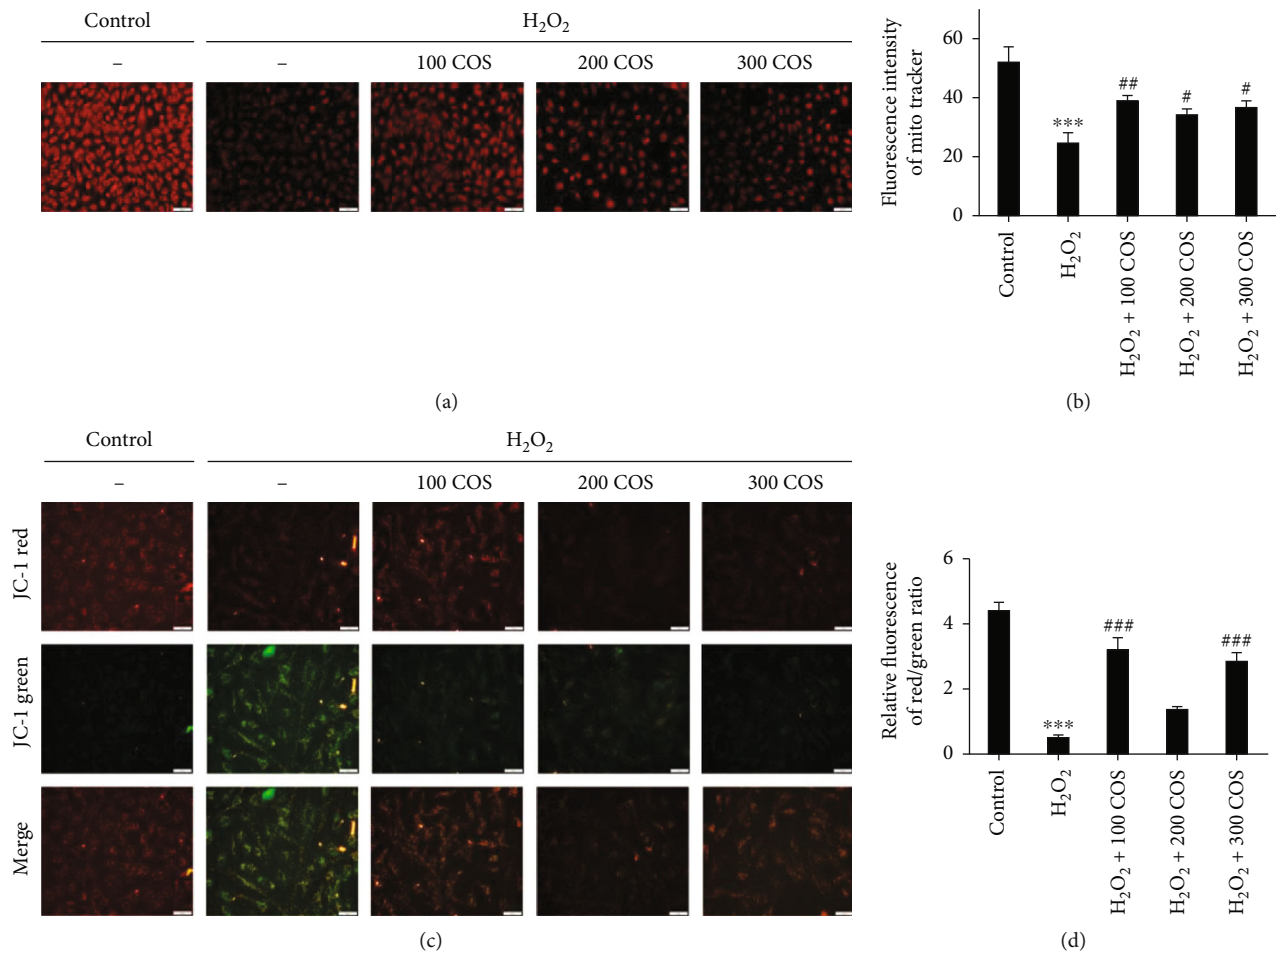 Control
H₂O₂
–
–
100 COS
200 COS
300 COS
(a)
Fluorescence intensity
of mito tracker
60
40
20
0
***
##
#
#
Control
H₂O₂
H₂O₂ + 100 COS
H₂O₂ + 200 COS
H₂O₂ + 300 COS
(b)
Control
H₂O₂
–
–
100 COS
200 COS
300 COS
JC-1 red
JC-1 green
Merge
(c)
Relative fluorescence
of red/green ratio
6
4
2
0
***
###
###
Control
H₂O₂
H₂O₂ + 100 COS
H₂O₂ + 200 COS
H₂O₂ + 300 COS
(d)